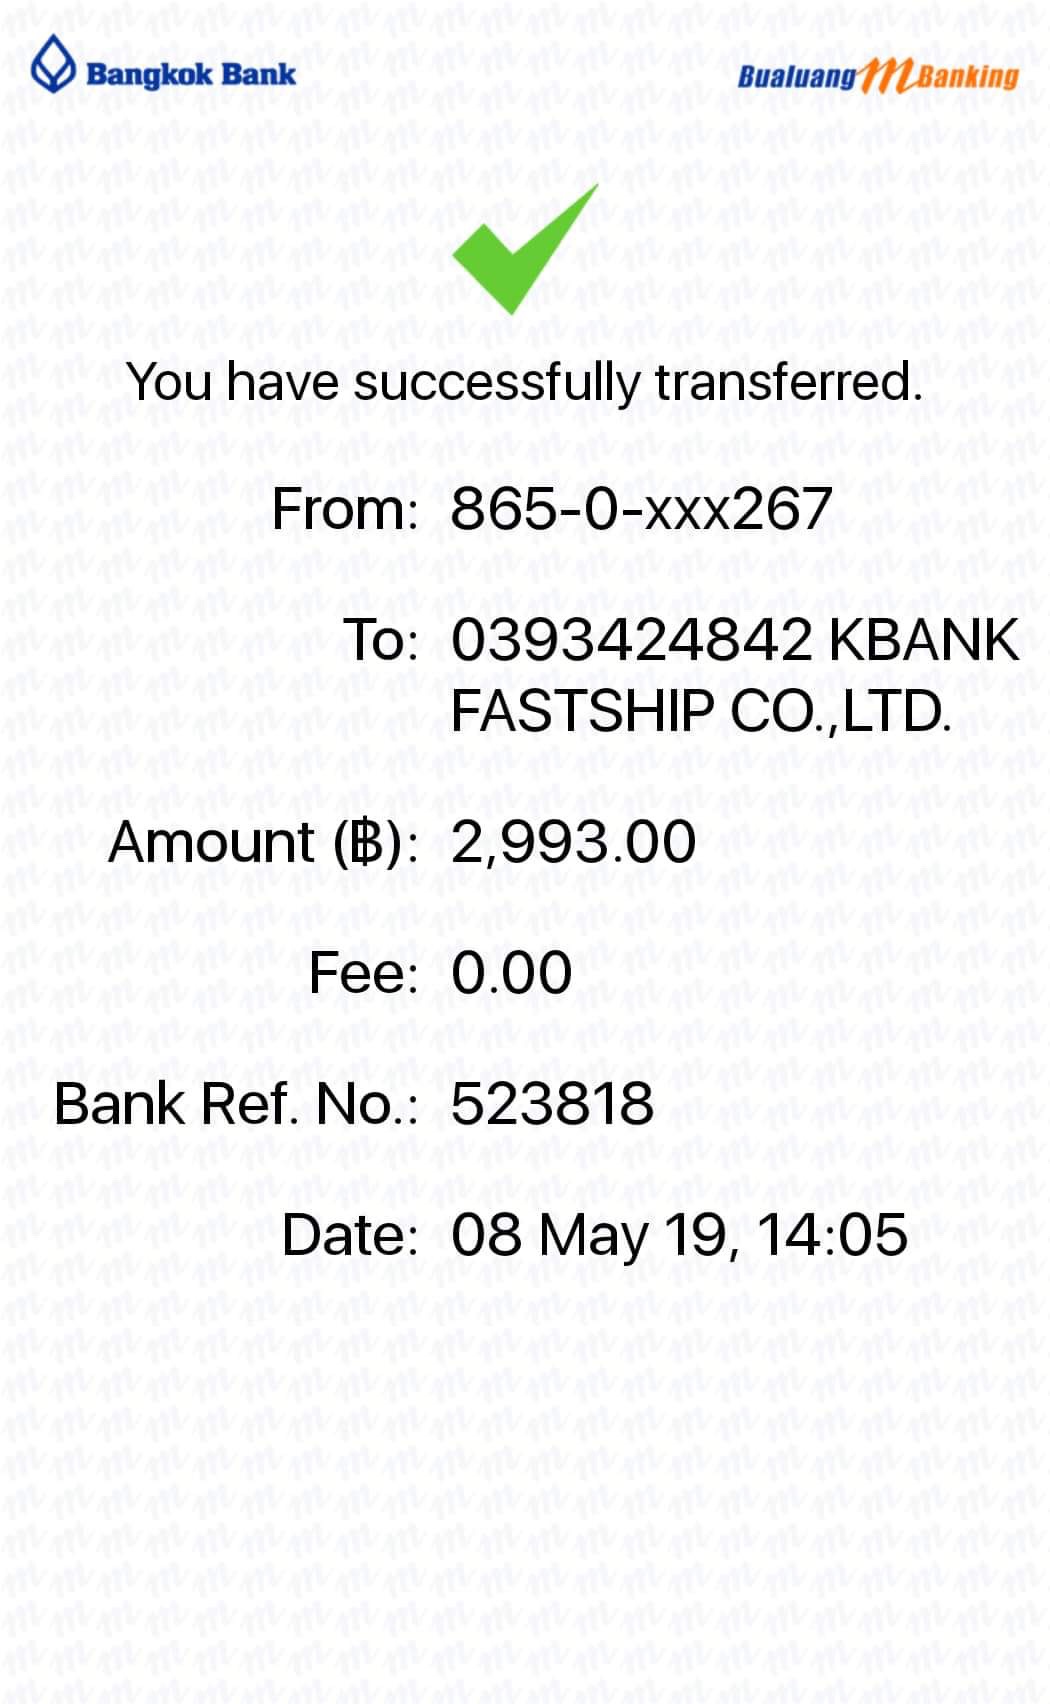 Bangkok Bank
Bualuang mBanking
You have successfully transferred.
From: 865-0-xxx267
To: 0393424842 KBANK
FASTSHIP CO.,LTD.
Amount (฿): 2,993.00
Fee: 0.00
Bank Ref. No.: 523818
Date: 08 May 19, 14:05